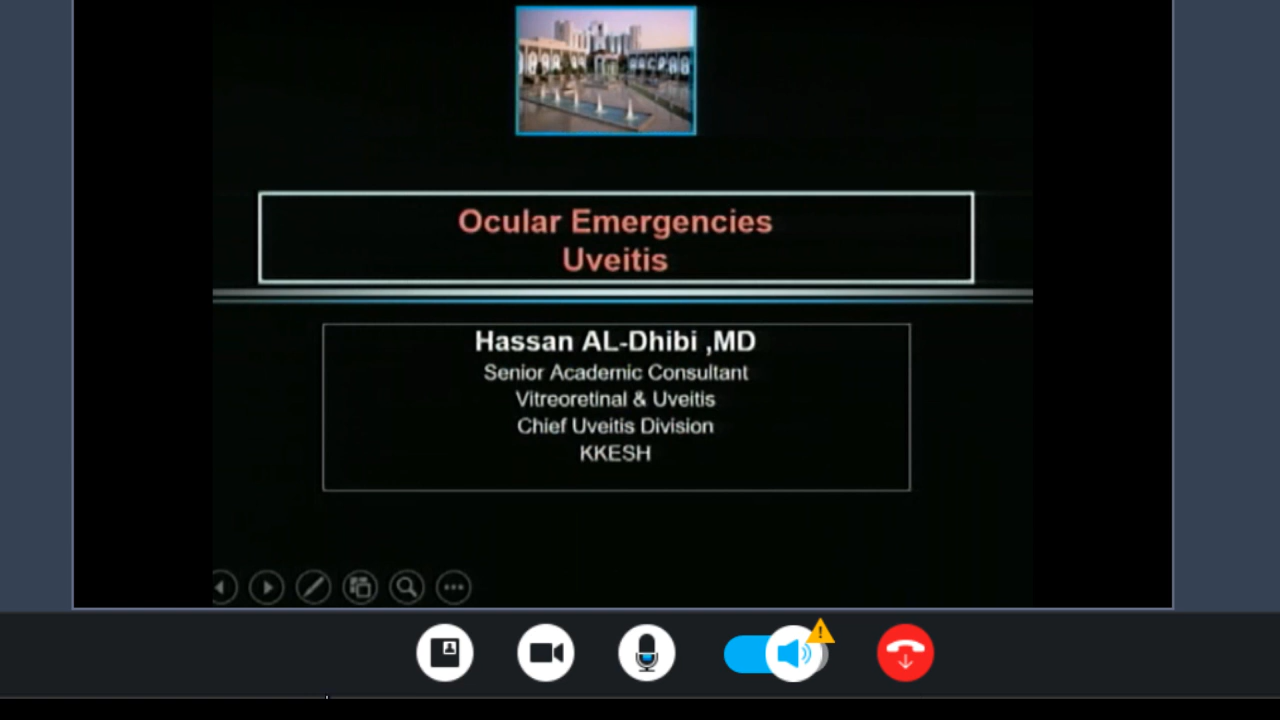 Ocular Emergencies
Uveitis
Hassan AL-Dhibi ,MD
Senior Academic Consultant
Vitreoretinal & Uveitis
Chief Uveitis Division
KKESH